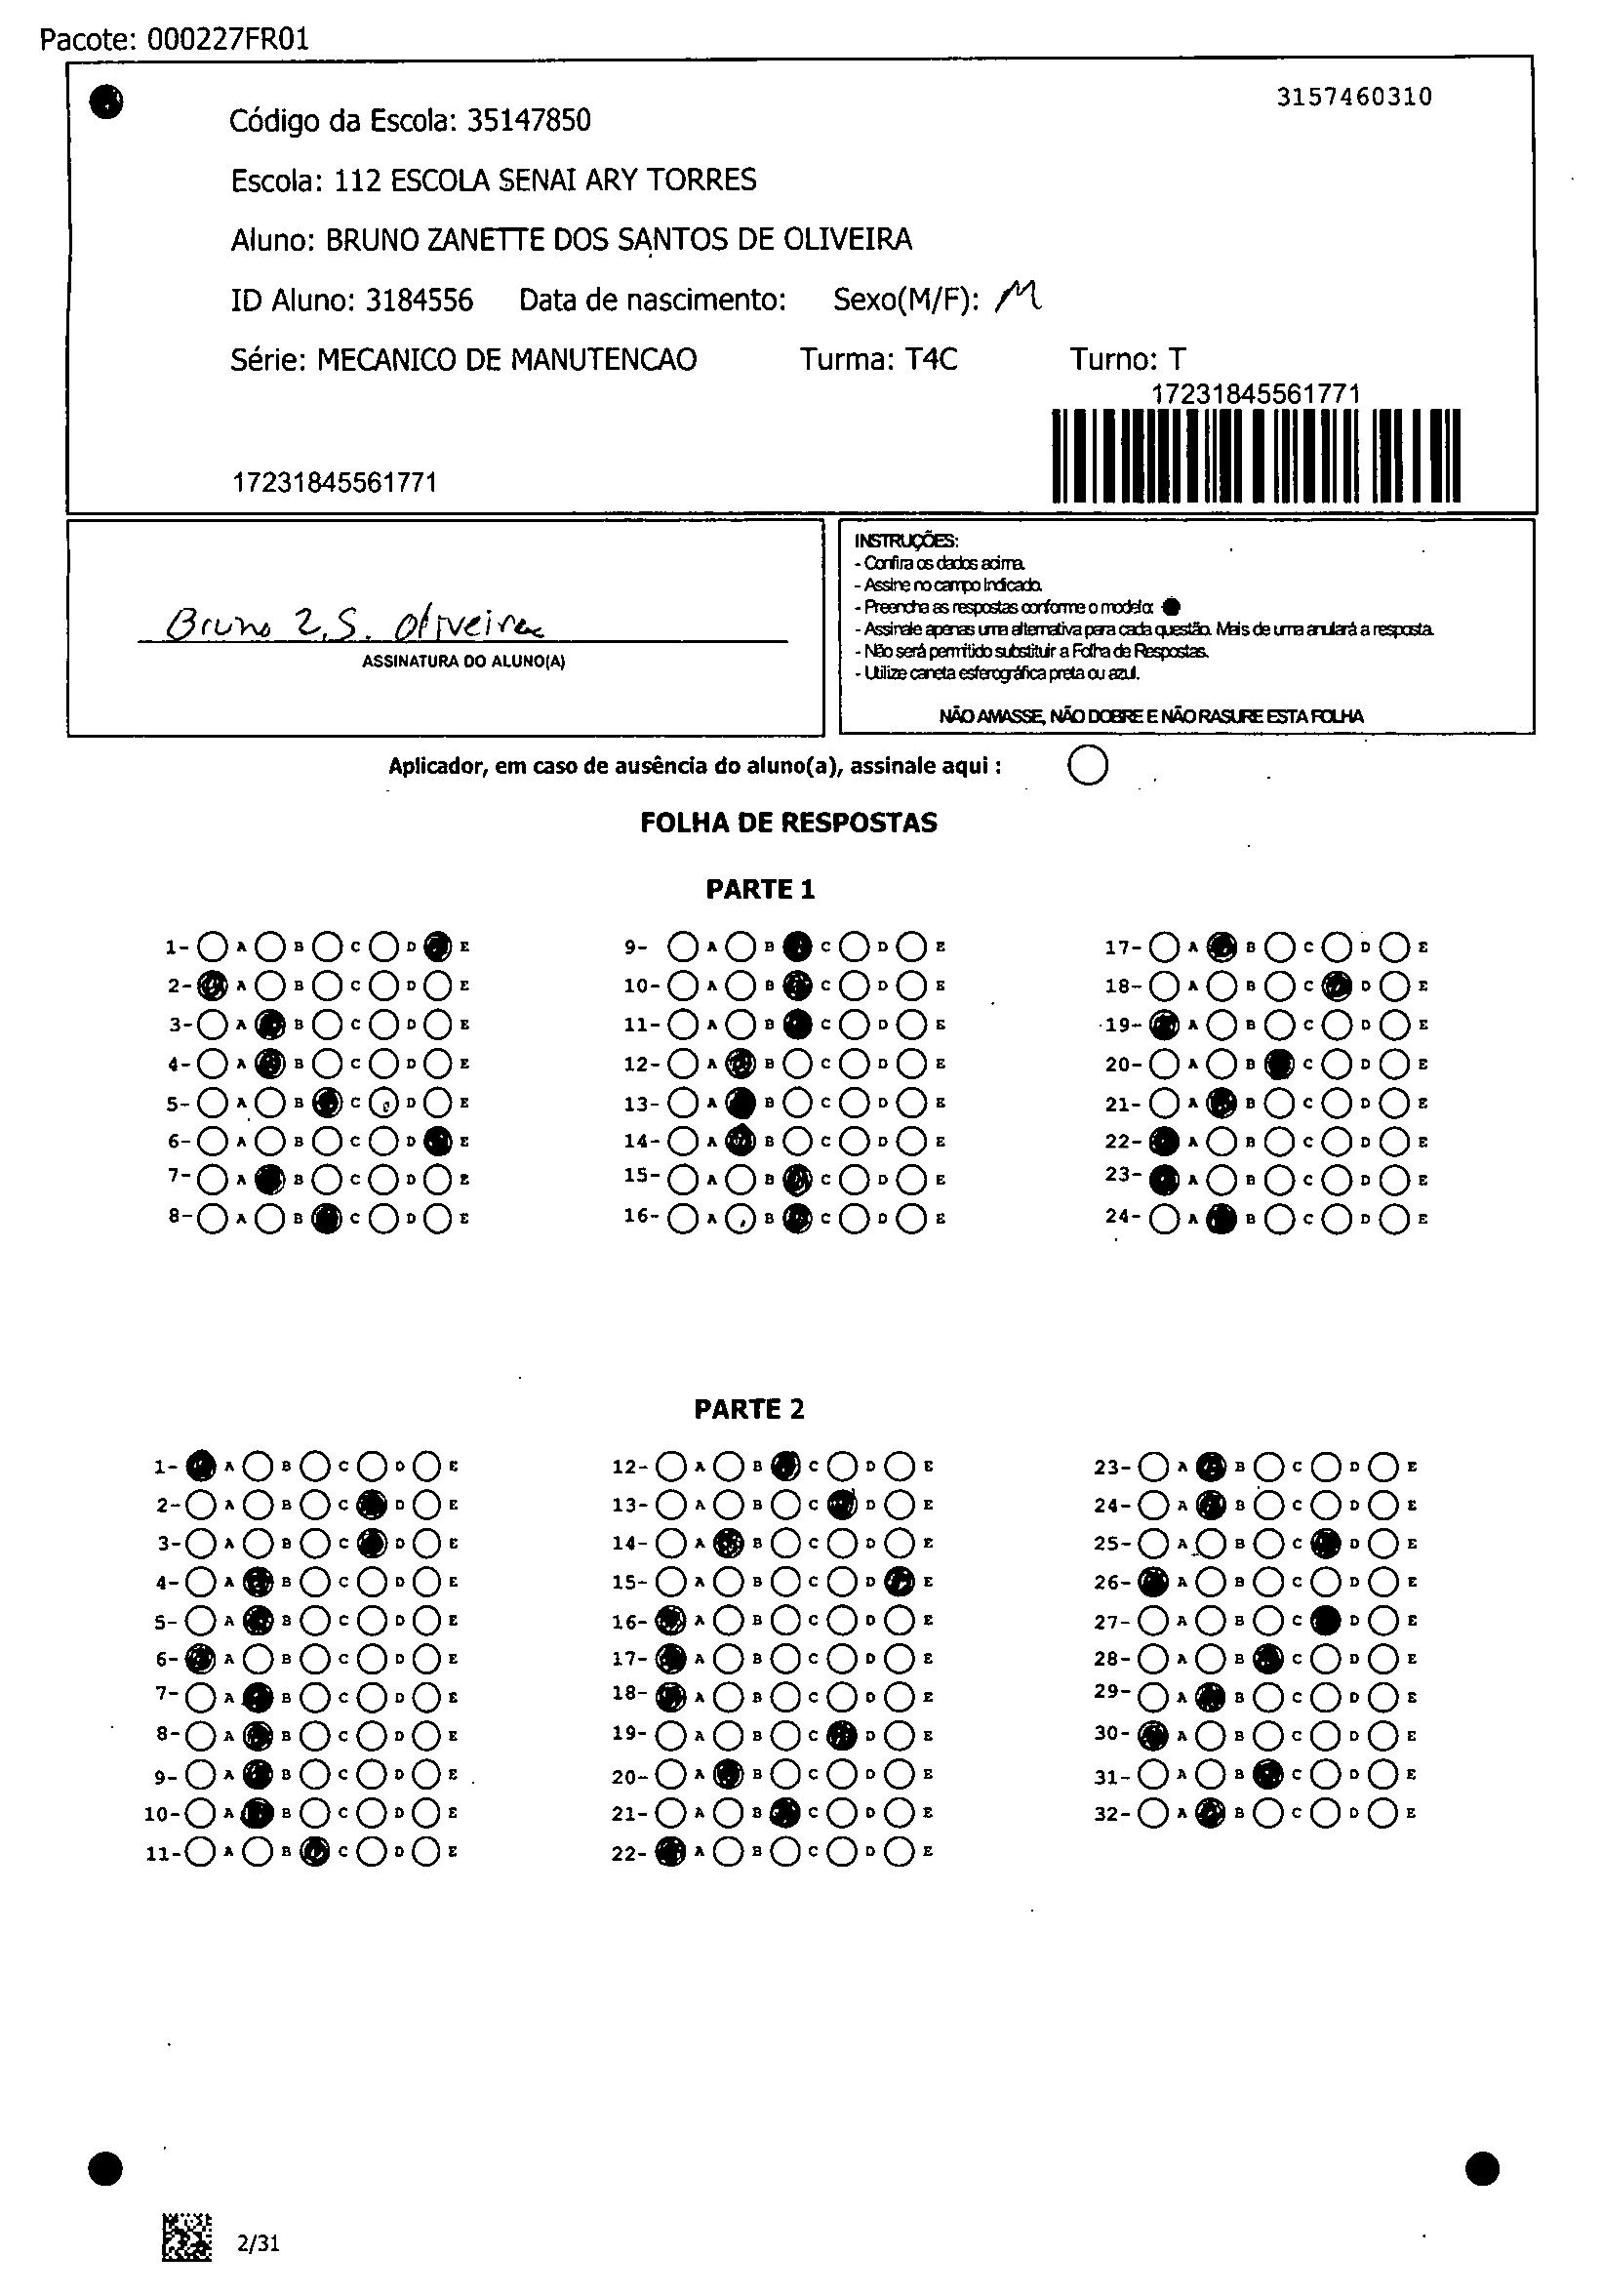 Pacote: 000227FR01
3157460310
Código da Escola: 35147850
Escola: 112 ESCOLA SENAI ARY TORRES
Aluno: BRUNO ZANETTE DOS SANTOS DE OLIVEIRA
ID Aluno: 3184556 Data de nascimento: Sexo(M/F): M
Série: MECANICO DE MANUTENCAO Turma: T4C Turno: T
17231845561771
17231845561771
Bruno Z. S. Oliveira
ASSINATURA DO ALUNO(A)
INSTRUÇÕES:
- Confira os dados acima.
- Assine no campo Indicado.
- Preencha as respostas conforme o modelo:
- Assinale apenas uma alternativa para cada questão. Mais de uma anulará a resposta.
- Não será permitido substituir a Folha de Respostas.
- Utilize caneta esferográfica preta ou azul.
NÃO AMASSE, NÃO DOBRE E NÃO RASURE ESTA FOLHA
Aplicador, em caso de ausência do aluno(a), assinale aqui :
FOLHA DE RESPOSTAS
PARTE 1
1- A B C D E 9- A B C D E 17- A B C D E
2- A B C D E 10- A B C D E 18- A B C D E
3- A B C D E 11- A B C D E 19- A B C D E
4- A B C D E 12- A B C D E 20- A B C D E
5- A B C D E 13- A B C D E 21- A B C D E
6- A B C D E 14- A B C D E 22- A B C D E
7- A B C D E 15- A B C D E 23- A B C D E
8- A B C D E 16- A B C D E 24- A B C D E
PARTE 2
1- A B C D E 12- A B C D E 23- A B C D E
2- A B C D E 13- A B C D E 24- A B C D E
3- A B C D E 14- A B C D E 25- A B C D E
4- A B C D E 15- A B C D E 26- A B C D E
5- A B C D E 16- A B C D E 27- A B C D E
6- A B C D E 17- A B C D E 28- A B C D E
7- A B C D E 18- A B C D E 29- A B C D E
8- A B C D E 19- A B C D E 30- A B C D E
9- A B C D E 20- A B C D E 31- A B C D E
10- A B C D E 21- A B C D E 32- A B C D E
11- A B C D E 22- A B C D E
2/31